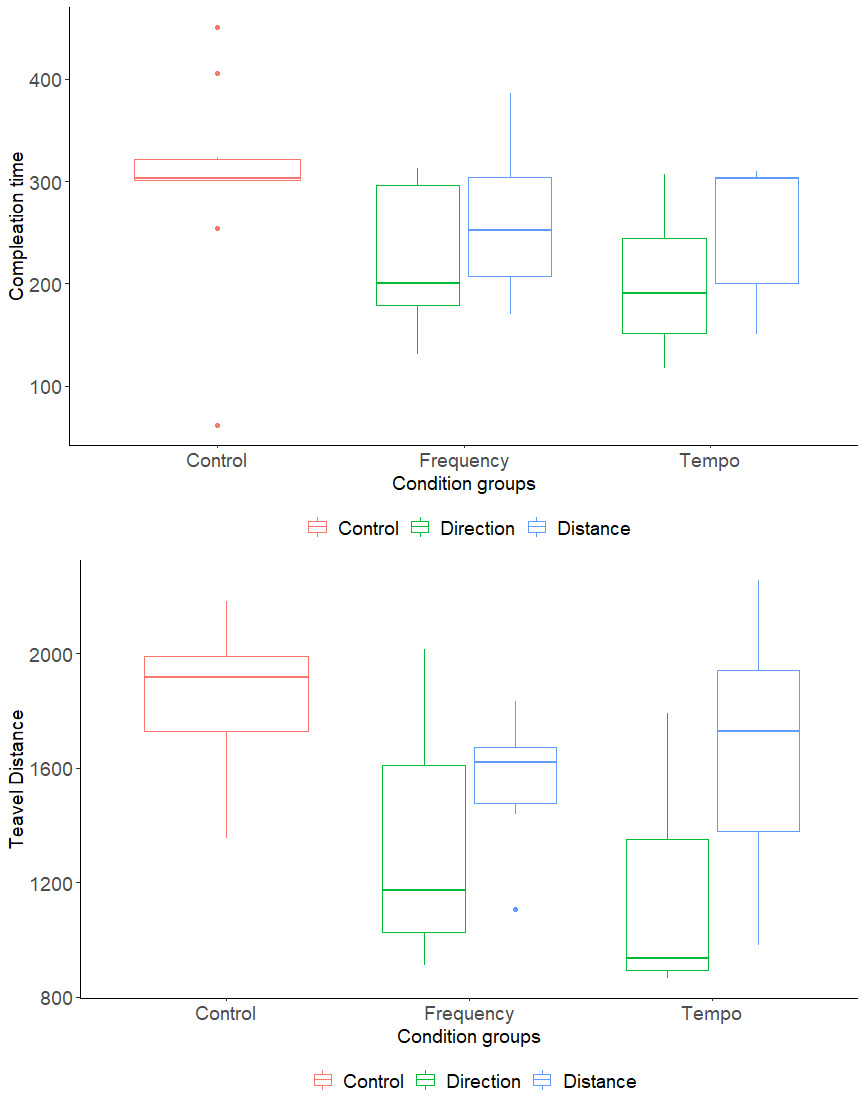 Compleation time
400
300
200
100
Control Frequency Tempo
Condition groups
Control Direction Distance
Teavel Distance
2000
1600
1200
800
Control Frequency Tempo
Condition groups
Control Direction Distance